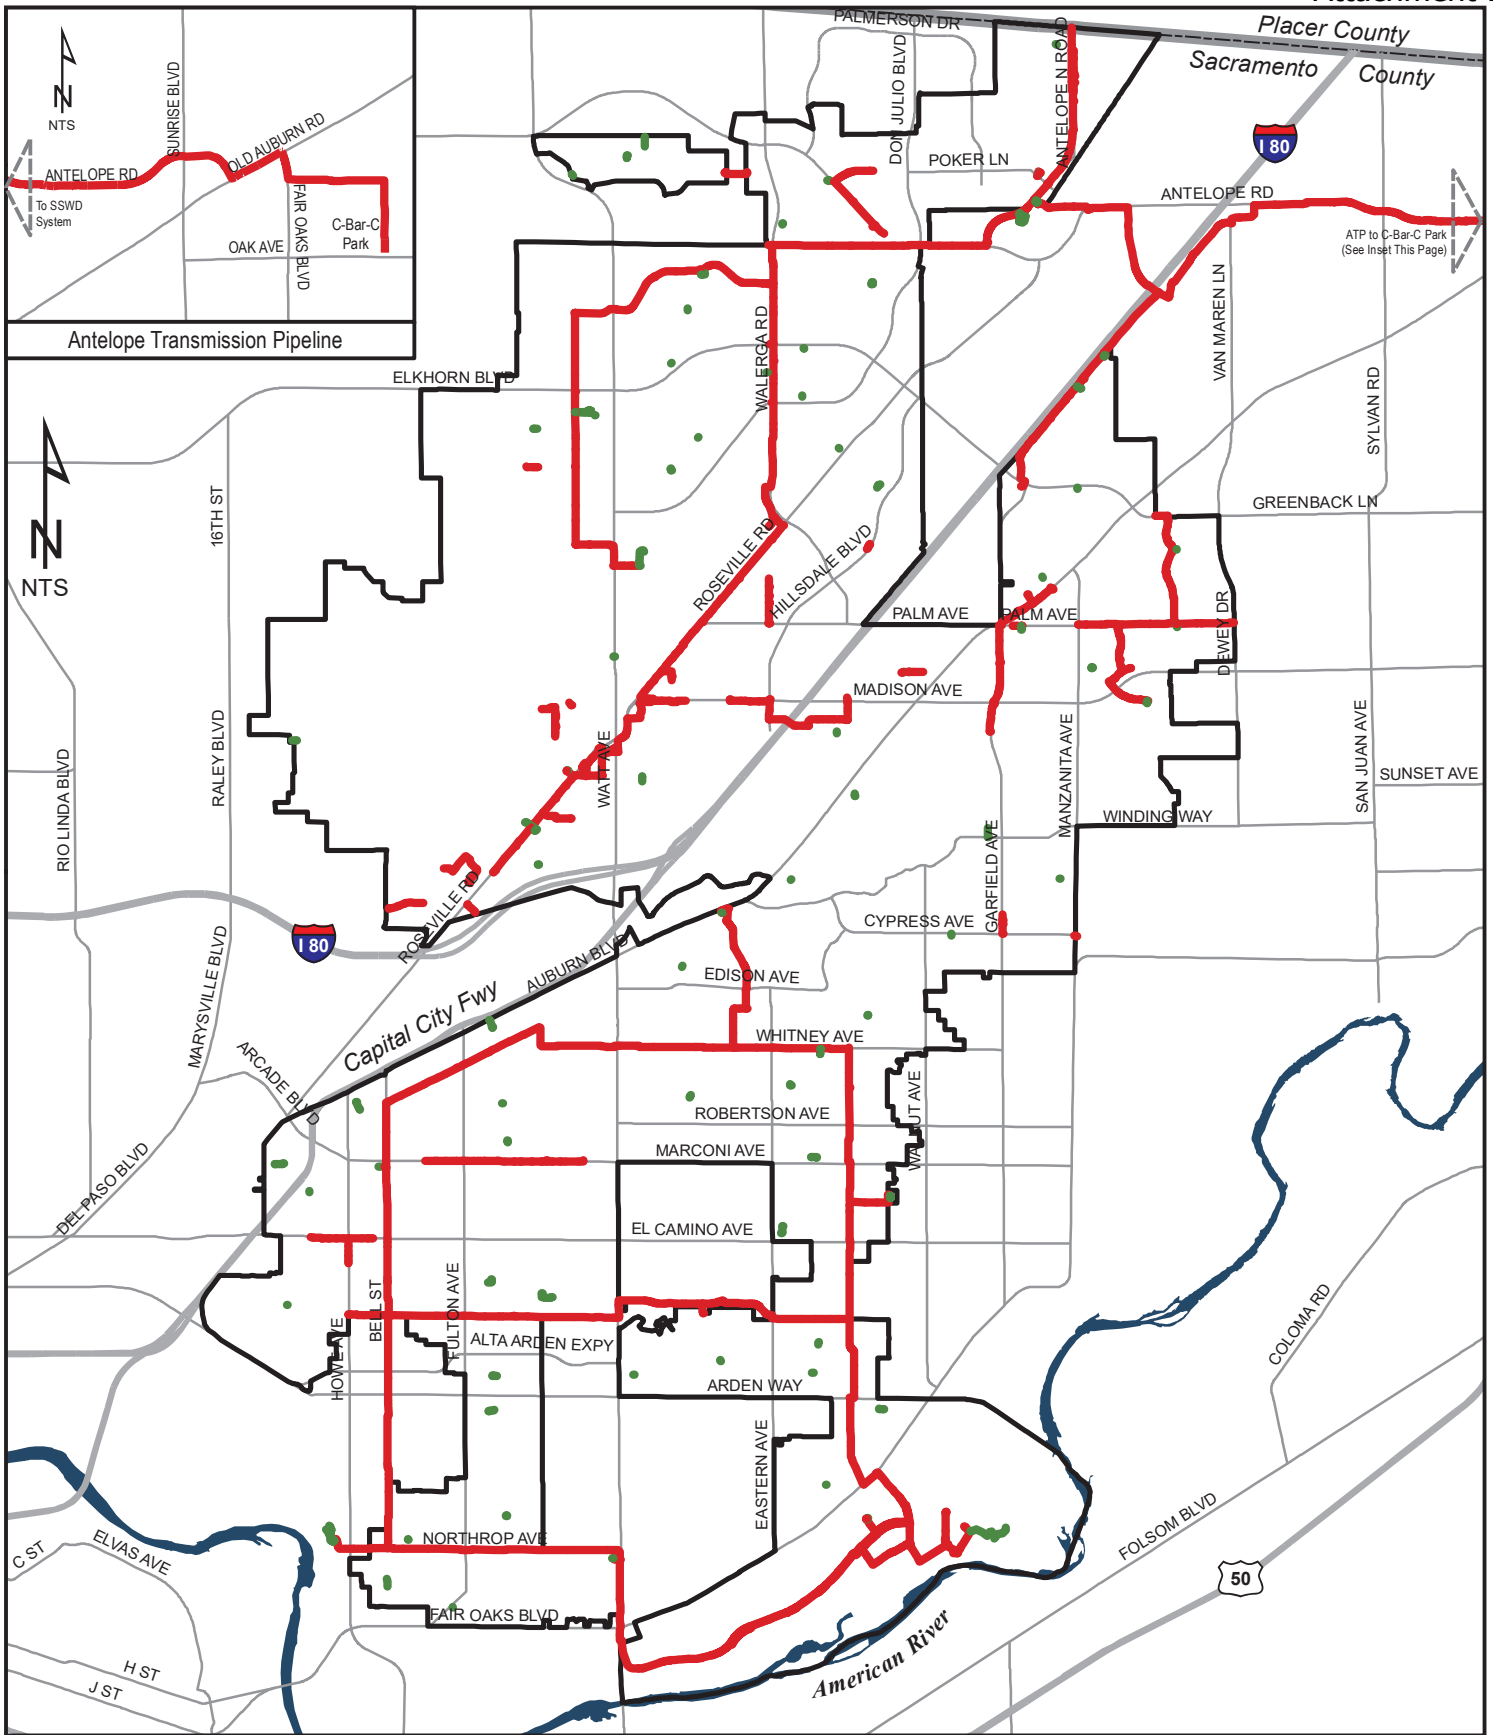 PALMERSON DR
Placer County
Sacramento County
DON JULIO BLVD
ANTELOPE N ROAD
I 80
POKER LN
ANTELOPE RD
ATP to C-Bar-C Park
(See Inset This Page)
N
NTS
SUNRISE BLVD
OLD AUBURN RD
ANTELOPE RD
To SSWD
System
FAIR OAKS BLVD
C-Bar-C
Park
OAK AVE
Antelope Transmission Pipeline
WALERGA RD
VAN MAREN LN
SYLVAN RD
ELKHORN BLVD
N
NTS
16TH ST
GREENBACK LN
ROSEVILLE RD
HILLSDALE BLVD
PALM AVE
PALM AVE
DEWEY DR
MADISON AVE
RIO LINDA BLVD
RALEY BLVD
WATT AVE
MANZANITA AVE
SAN JUAN AVE
SUNSET AVE
WINDING WAY
GARFIELD AVE
ROSEVILLE RD
CYPRESS AVE
I 80
MARYSVILLE BLVD
AUBURN BLVD
EDISON AVE
Capital City Fwy
WHITNEY AVE
ARCADE BLVD
WALNUT AVE
ROBERTSON AVE
MARCONI AVE
DEL PASO BLVD
EL CAMINO AVE
BELL ST
FULTON AVE
HOWE AVE
ALTA ARDEN EXPY
COLOMA RD
ARDEN WAY
EASTERN AVE
NORTHROP AVE
C ST
ELVAS AVE
FOLSOM BLVD
50
FAIR OAKS BLVD
American River
H ST
J ST